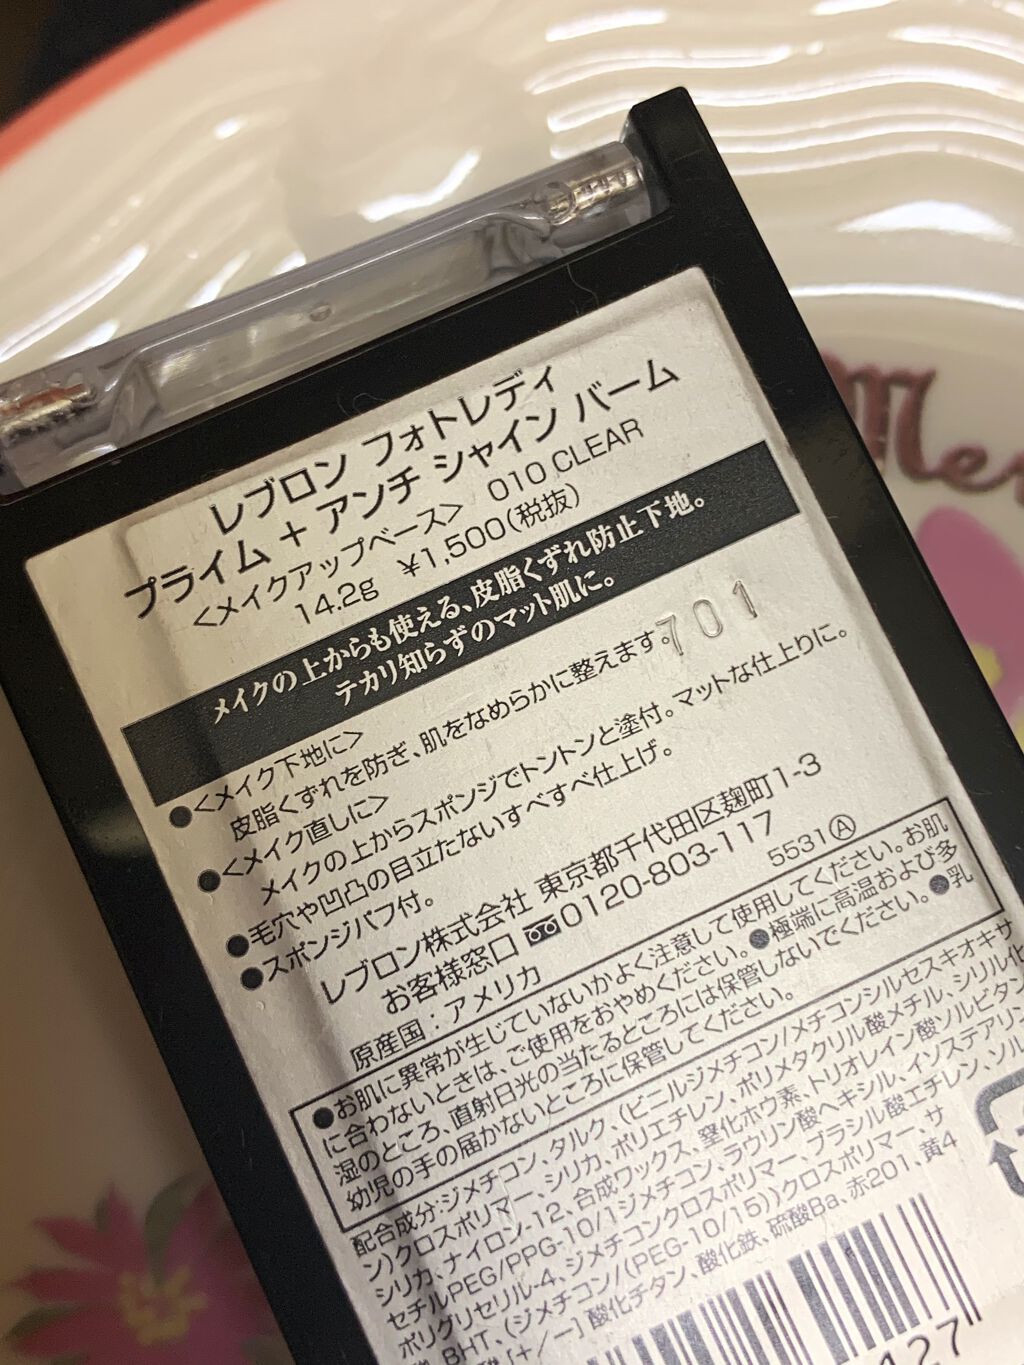 レブロン フォトレディ
プライム + アンチ シャイン バーム
<メイクアップベース> 010 CLEAR
14.2g ¥1,500(税抜)
メイクの上からも使える、皮脂くずれ防止下地。
テカリ知らずのマット肌に。
701
●<メイク下地に>
皮脂くずれを防ぎ、肌をなめらかに整えます。
●<メイク直しに>
メイクの上からスポンジでトントンと塗付。マットな仕上りに。
●毛穴や凹凸の目立たないすべすべ仕上げ。
●スポンジパフ付。
レブロン株式会社 東京都千代田区麹町1-3
お客様窓口 0120-803-117
原産国:アメリカ 5531Ⓐ
●お肌に異常が生じていないかよく注意して使用してください。お肌
に合わないときは、ご使用をおやめください。●極端に高温および多
湿のところ、直射日光の当たるところには保管しないでください。●乳
幼児の手の届かないところに保管してください。
配合成分:ジメチコン、タルク、(ビニルジメチコン/メチコンシルセスキオキサ
ン)クロスポリマー、シリカ、ポリエチレン、ポリメタクリル酸メチル、シリル化
シリカ、ナイロン-12、合成ワックス、窒化ホウ素、トリオレイン酸ソルビタン
セチルPEG/PPG-10/1ジメチコン、ラウリン酸ヘキシル、イソステアリン
ポリグリセリル-4、ジメチコンクロスポリマー、ブラシル酸エチレン、ソル
BHT、(ジメチコン/(PEG-10/15))クロスポリマー、サ
[+/-] 酸化チタン、酸化鉄、硫酸Ba、赤201、黄4
427
Mer